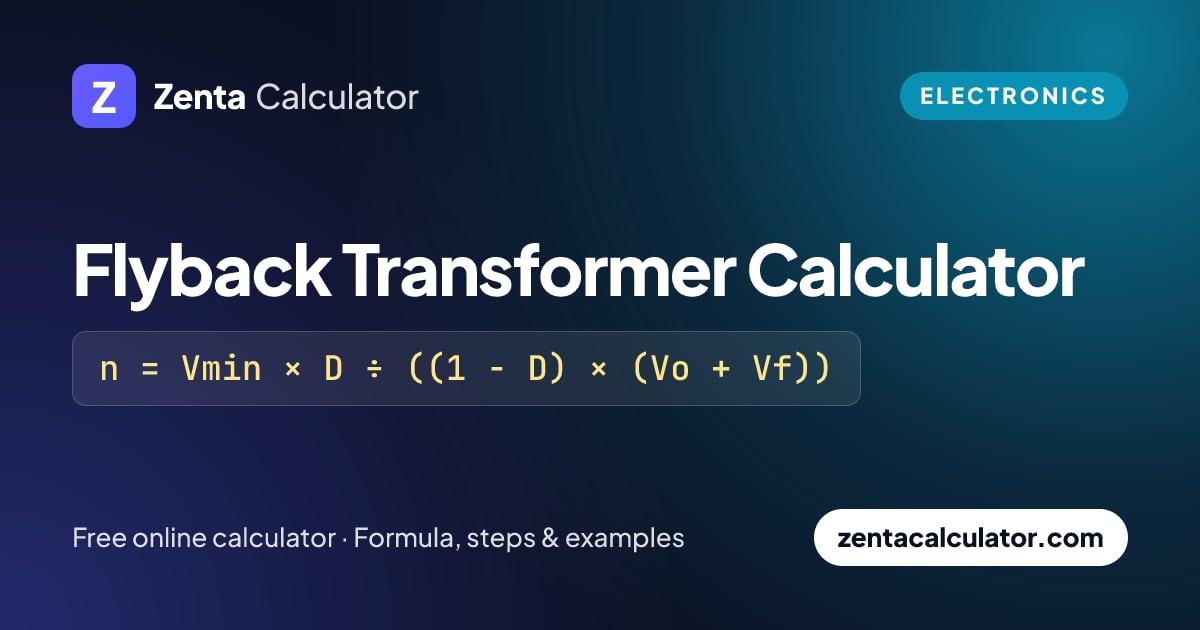 Z
Zenta Calculator
ELECTRONICS
Flyback Transformer Calculator
n = Vmin × D ÷ ((1 - D) × (Vo + Vf))
Free online calculator · Formula, steps & examples
zentacalculator.com